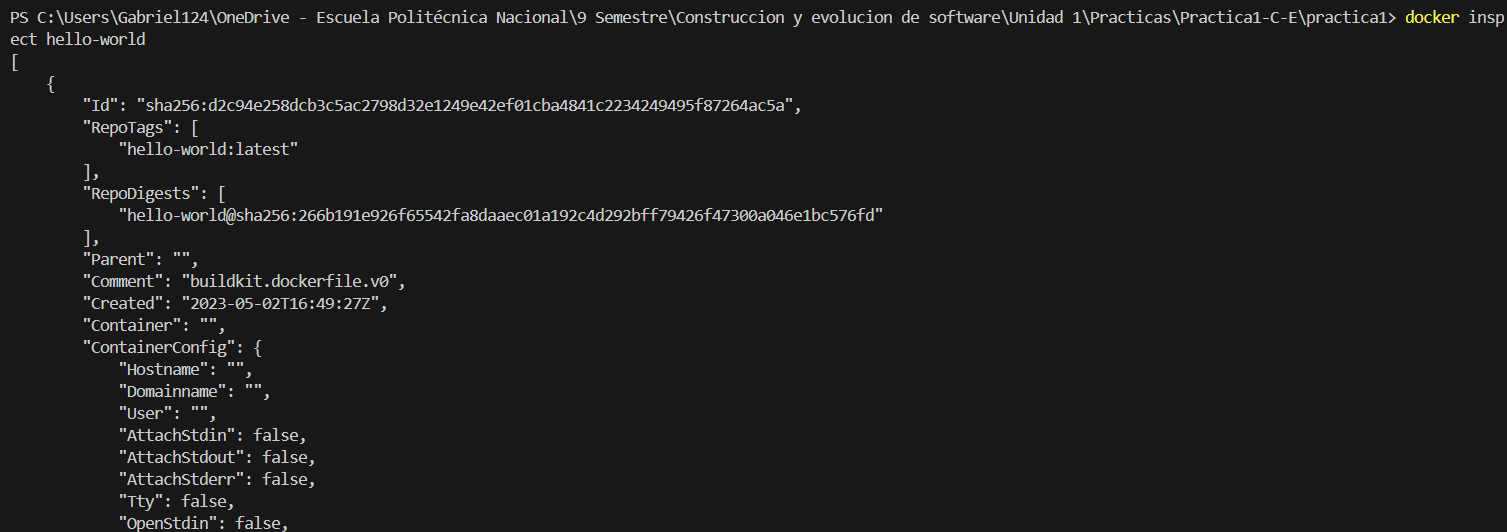 PS C:\Users\Gabriel124\OneDrive - Escuela Politécnica Nacional\9 Semestre\Construccion y evolucion de software\Unidad 1\Practicas\Practica1-C-E\practica1> docker insp
ect hello-world
[
    {
        "Id": "sha256:d2c94e258dcb3c5ac2798d32e1249e42ef01cba4841c2234249495f87264ac5a",
        "RepoTags": [
            "hello-world:latest"
        ],
        "RepoDigests": [
            "hello-world@sha256:266b191e926f65542fa8daaec01a192c4d292bff79426f47300a046e1bc576fd"
        ],
        "Parent": "",
        "Comment": "buildkit.dockerfile.v0",
        "Created": "2023-05-02T16:49:27Z",
        "Container": "",
        "ContainerConfig": {
            "Hostname": "",
            "Domainname": "",
            "User": "",
            "AttachStdin": false,
            "AttachStdout": false,
            "AttachStderr": false,
            "Tty": false,
            "OpenStdin": false,